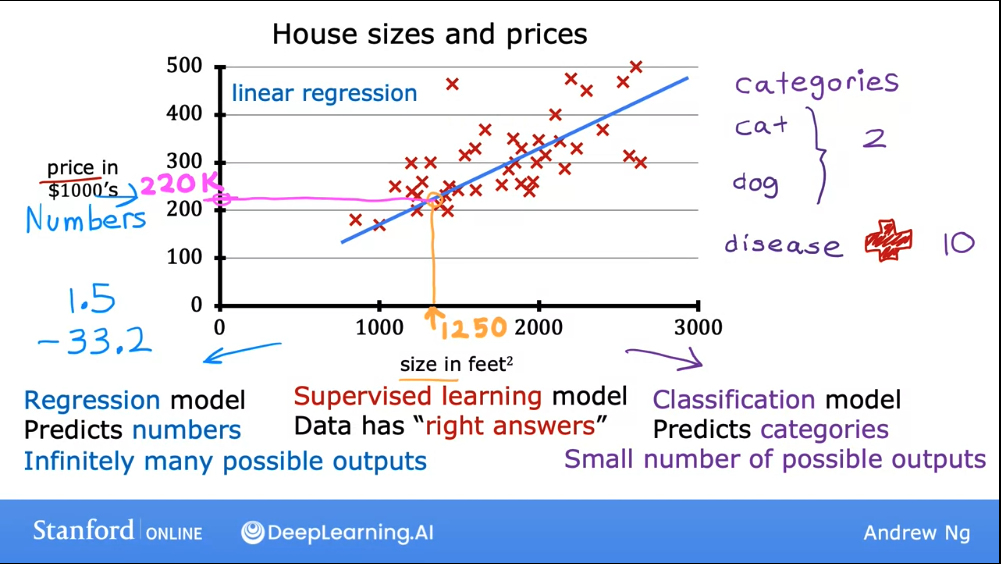 House sizes and prices
500
linear regression
400
300
200
100
0
price in
$1000's
220K
Numbers
1.5
-33.2
0
1000
2000
3000
1250
size in feet²
categories
cat
dog
2
disease
10
Regression model
Predicts numbers
Infinitely many possible outputs
Supervised learning model
Data has “right answers”
Classification model
Predicts categories
Small number of possible outputs
Stanford | ONLINE
DeepLearning.AI
Andrew Ng